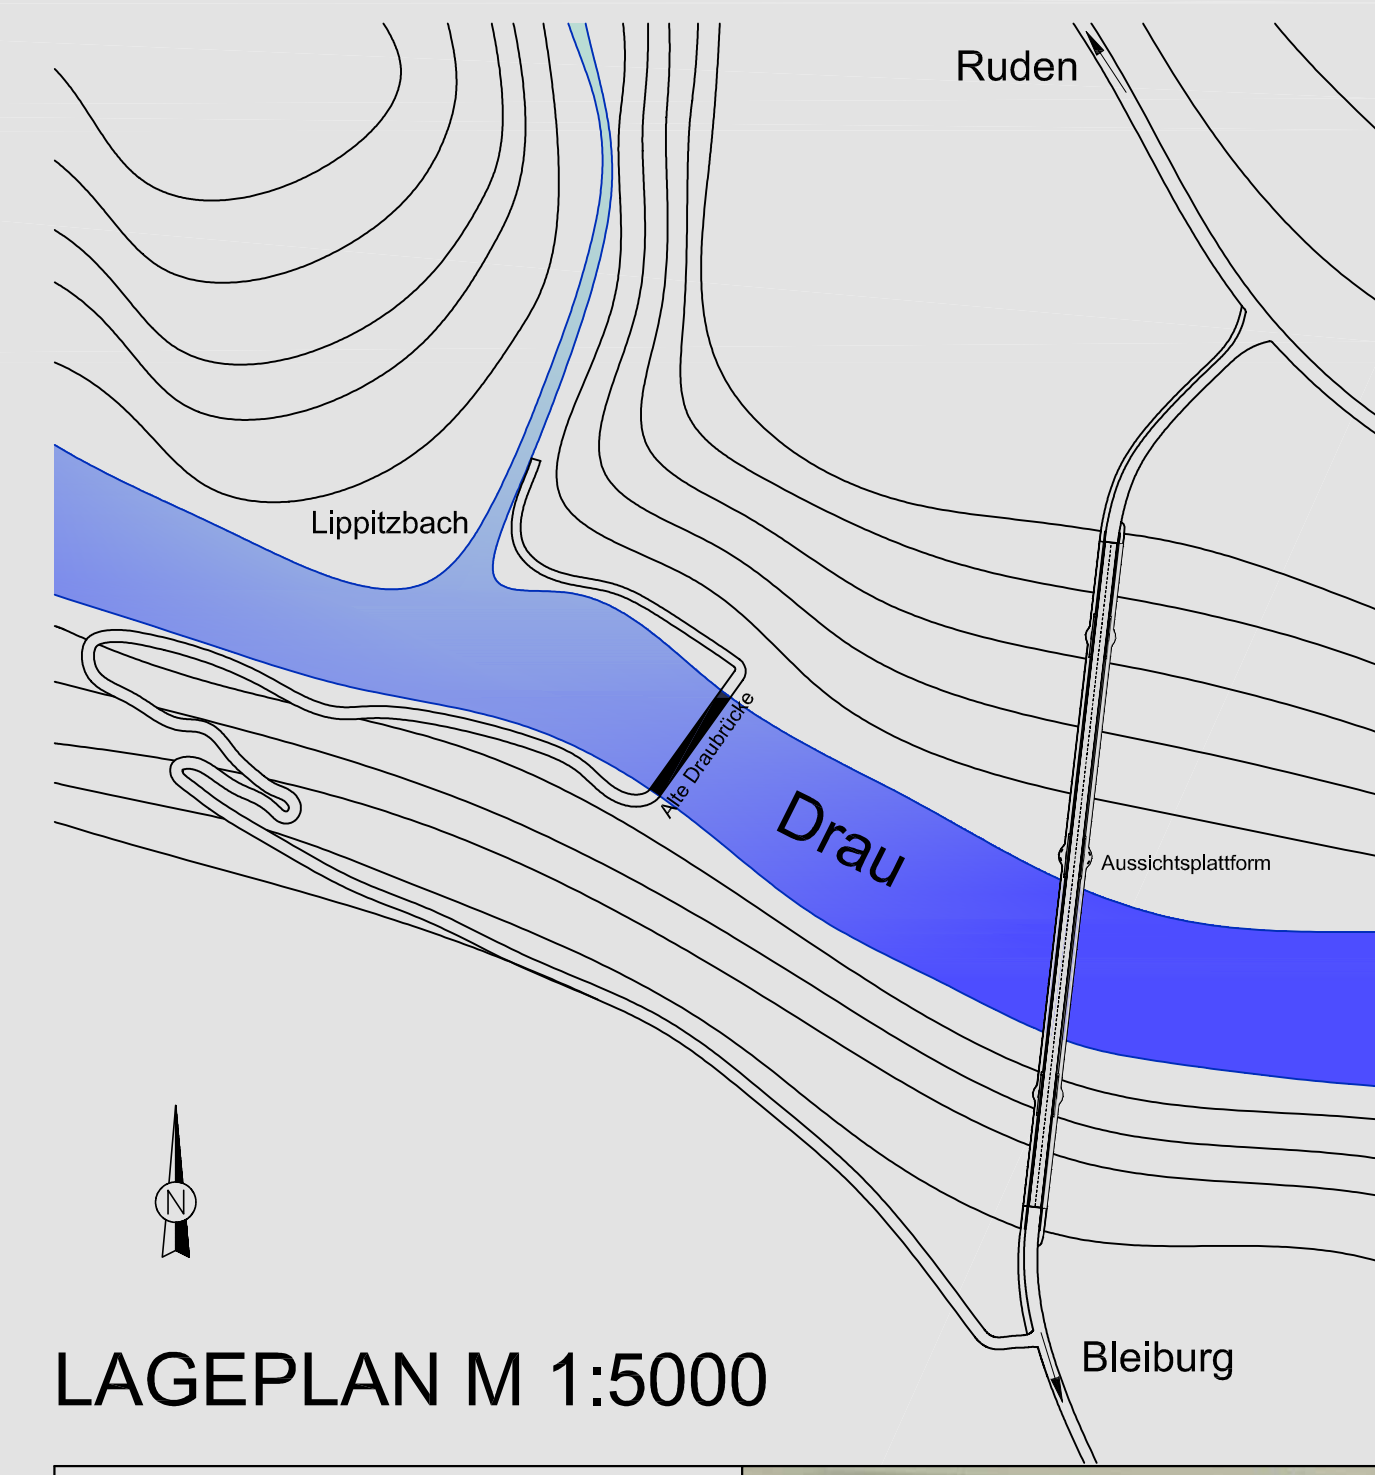 Ruden
Lippitzbach
Alte Draubrücke
Drau
Aussichtsplattform
N
Bleiburg
LAGEPLAN M 1:5000